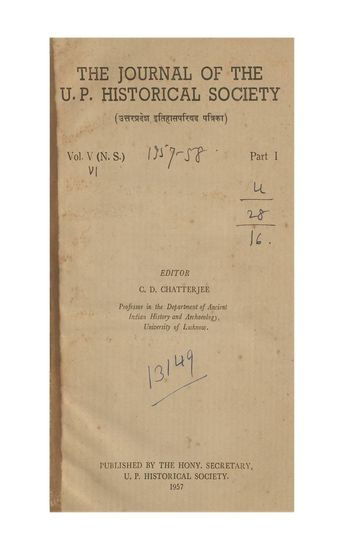 THE JOURNAL OF THE
U. P. HISTORICAL SOCIETY
(उत्तरप्रदेश इतिहासपरिषद पत्रिका)
Vol. V (N. S.) 1957-58. Part I
VI
4
28
16.
EDITOR
C. D. CHATTERJEE
Professor in the Department of Ancient
Indian History and Archaeology,
University of Lucknow.
13149
PUBLISHED BY THE HONY. SECRETARY,
U. P. HISTORICAL SOCIETY.
1957